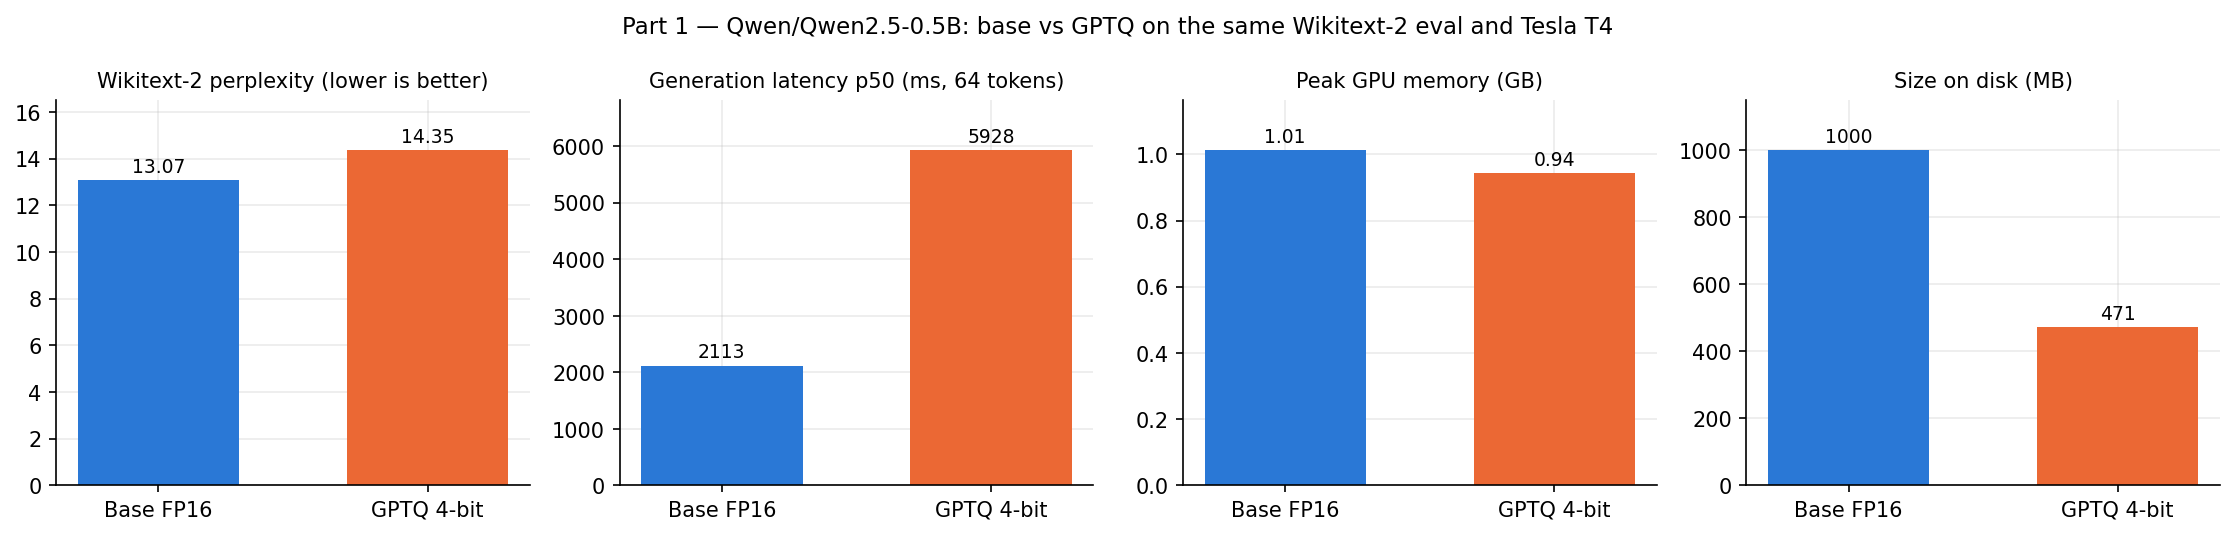 Part 1 — Qwen/Qwen2.5-0.5B: base vs GPTQ on the same Wikitext-2 eval and Tesla T4
Wikitext-2 perplexity (lower is better)
16
14
12
10
8
6
4
2
0
13.07
14.35
Base FP16
GPTQ 4-bit
Generation latency p50 (ms, 64 tokens)
6000
5000
4000
3000
2000
1000
0
2113
5928
Base FP16
GPTQ 4-bit
Peak GPU memory (GB)
1.0
0.8
0.6
0.4
0.2
0.0
1.01
0.94
Base FP16
GPTQ 4-bit
Size on disk (MB)
1000
800
600
400
200
0
1000
471
Base FP16
GPTQ 4-bit